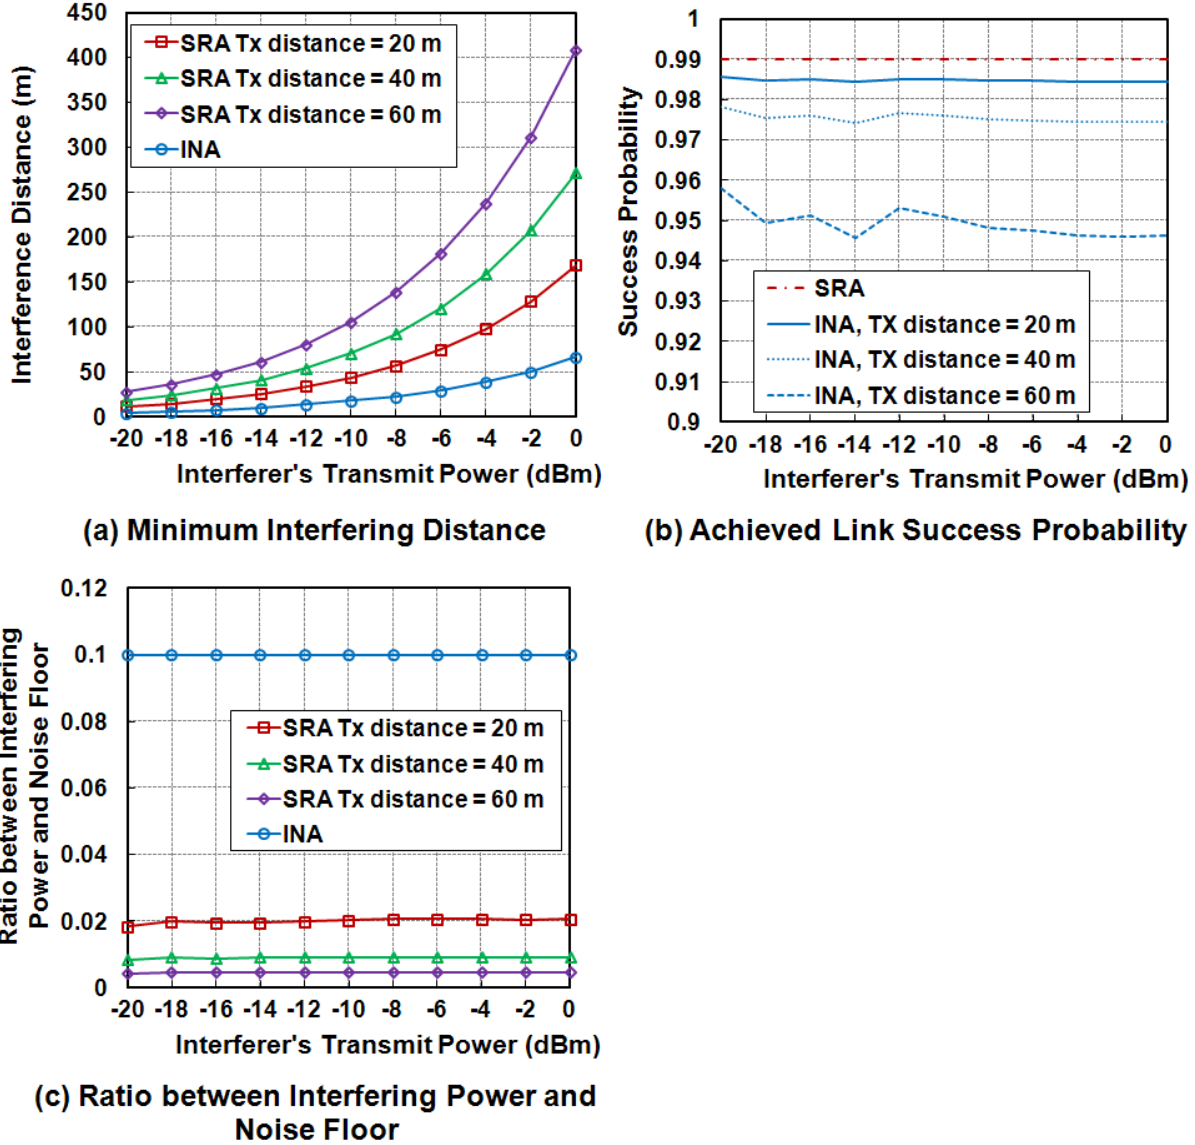 450
400
350
300
250
200
150
100
50
0
Interference Distance (m)
SRA Tx distance = 20 m
SRA Tx distance = 40 m
SRA Tx distance = 60 m
INA
-20 -18 -16 -14 -12 -10 -8 -6 -4 -2 0
Interferer's Transmit Power (dBm)
(a) Minimum Interfering Distance
1
0.99
0.98
0.97
0.96
0.95
0.94
0.93
0.92
0.91
0.9
Success Probability
SRA
INA, TX distance = 20 m
INA, TX distance = 40 m
INA, TX distance = 60 m
-20 -18 -16 -14 -12 -10 -8 -6 -4 -2 0
Interferer's Transmit Power (dBm)
(b) Achieved Link Success Probability
0.12
0.1
0.08
0.06
0.04
0.02
0
Ratio between Interfering
Power and Noise Floor
SRA Tx distance = 20 m
SRA Tx distance = 40 m
SRA Tx distance = 60 m
INA
-20 -18 -16 -14 -12 -10 -8 -6 -4 -2 0
Interferer's Transmit Power (dBm)
(c) Ratio between Interfering Power and
Noise Floor